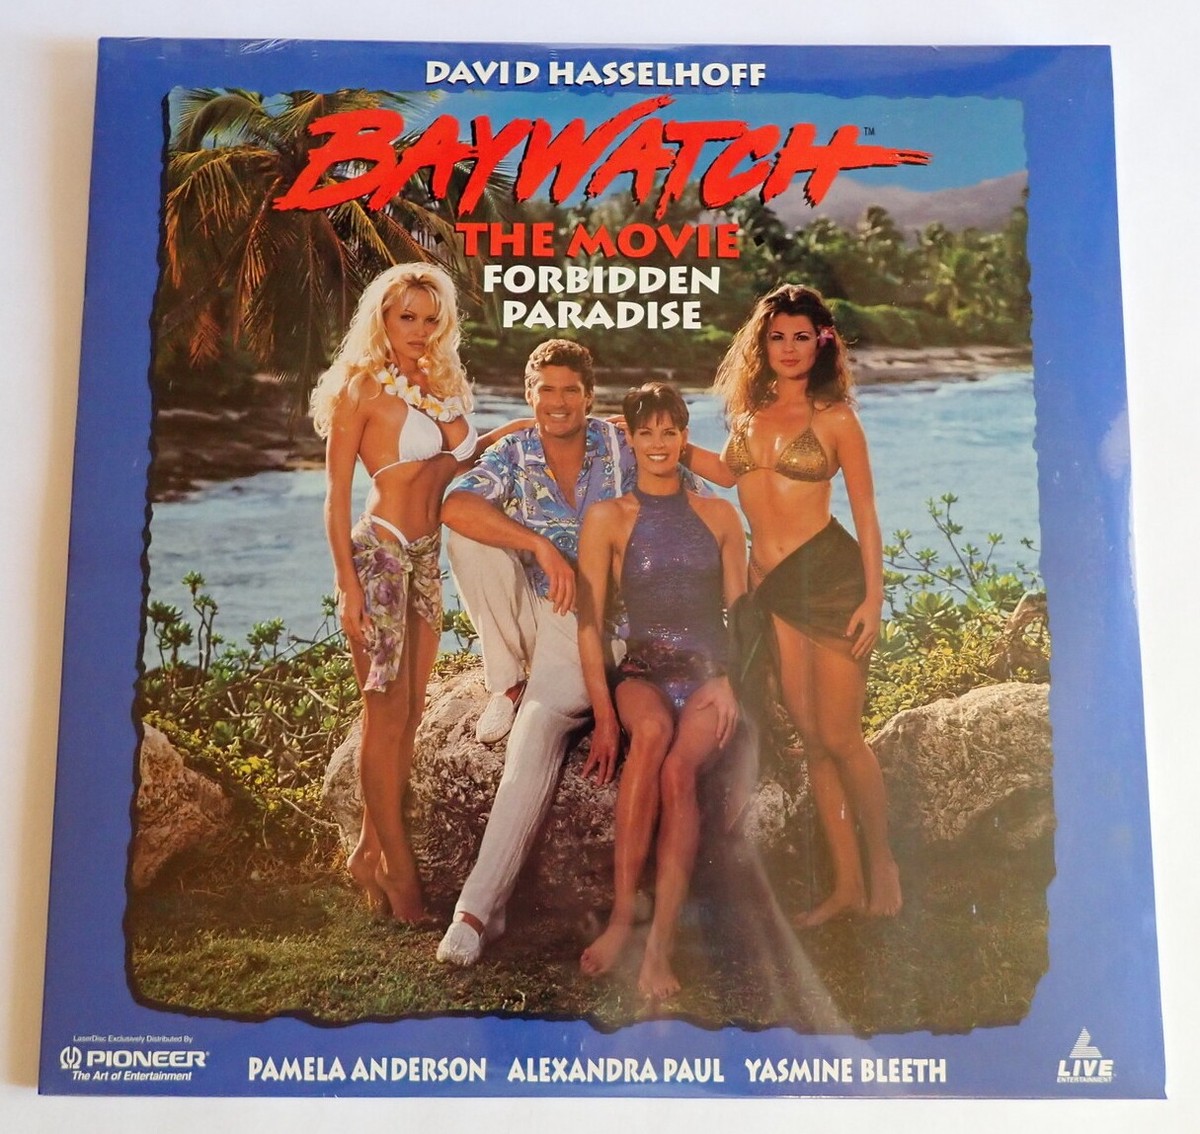 DAVID HASSELHOFF
BAYWATCH™
THE MOVIE
FORBIDDEN
PARADISE
LaserDisc Exclusively Distributed By
PIONEER®
The Art of Entertainment
PAMELA ANDERSON ALEXANDRA PAUL YASMINE BLEETH
LIVE
ENTERTAINMENT